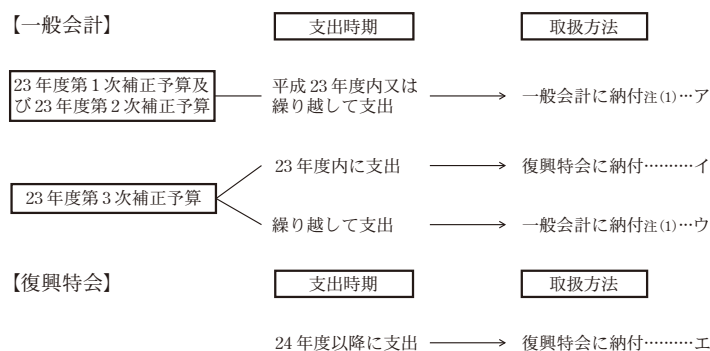 【一般会計】
支出時期
取扱方法
23年度第1次補正予算及
び23年度第2次補正予算
平成23年度内又は
繰り越して支出
一般会計に納付注(1)…ア
23年度第3次補正予算
23年度内に支出
復興特会に納付………イ
繰り越して支出
一般会計に納付注(1)…ウ
【復興特会】
支出時期
取扱方法
24年度以降に支出
復興特会に納付………エ